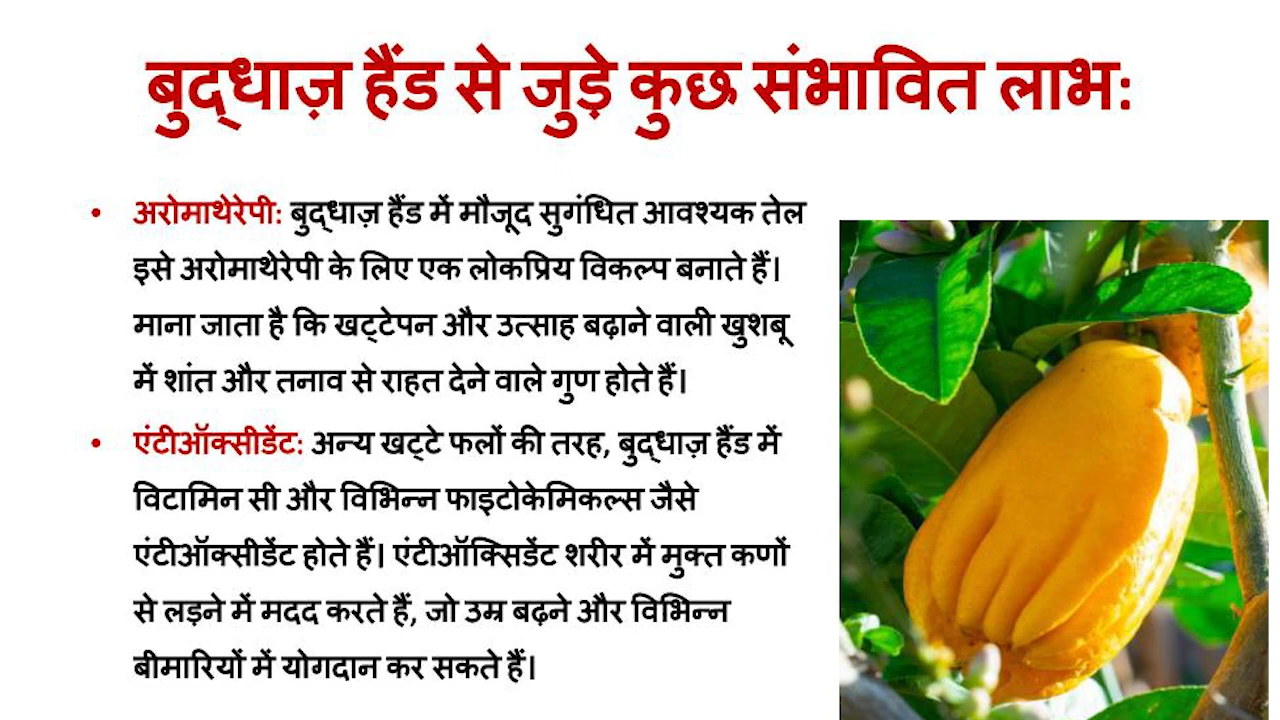 बुद्धाज़ हैंड से जुड़े कुछ संभावित लाभ:
• अरोमाथेरेपी: बुद्धाज़ हैंड में मौजूद सुगंधित आवश्यक तेल
इसे अरोमाथेरेपी के लिए एक लोकप्रिय विकल्प बनाते हैं।
माना जाता है कि खट्टेपन और उत्साह बढ़ाने वाली खुशबू
में शांत और तनाव से राहत देने वाले गुण होते हैं।
• एंटीऑक्सीडेंट: अन्य खट्टे फलों की तरह, बुद्धाज़ हैंड में
विटामिन सी और विभिन्न फाइटोकेमिकल्स जैसे
एंटीऑक्सीडेंट होते हैं। एंटीऑक्सिडेंट शरीर में मुक्त कणों
से लड़ने में मदद करते हैं, जो उम्र बढ़ने और विभिन्न
बीमारियों में योगदान कर सकते हैं।